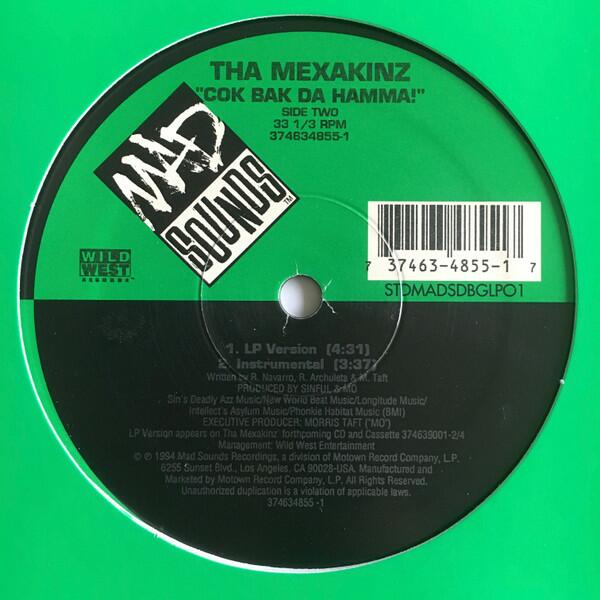 THA MEXAKINZ
"COK BAK DA HAMMA!"
SIDE TWO
33 1/3 RPM
374634855-1
MAD
SOUNDS™
WILD
WEST
RECORDS
7 37463-4855-1 7
STDMADSDBGLP01
1. LP Version (4:31)
2. Instrumental (3:37)
Written by R. Navarro, R. Archuleta & M. Taft
PRODUCED BY SINFUL & MO
Sin's Deadly Azz Music/New World Beat Music/Longitude Music/
Intellect's Asylum Music/Phonkie Habitat Music (BMI)
EXECUTIVE PRODUCER: MORRIS TAFT ("MO")
LP Version appears on Tha Mexakinz' forthcoming CD and Cassette 374639001-2/4
Management: Wild West Entertainment
© ℗ 1994 Mad Sounds Recordings, a division of Motown Record Company, L.P.
6255 Sunset Blvd., Los Angeles, CA 90028-USA. Manufactured and
Marketed by Motown Record Company, L.P. All Rights Reserved.
Unauthorized duplication is a violation of applicable laws.
374634855 -1